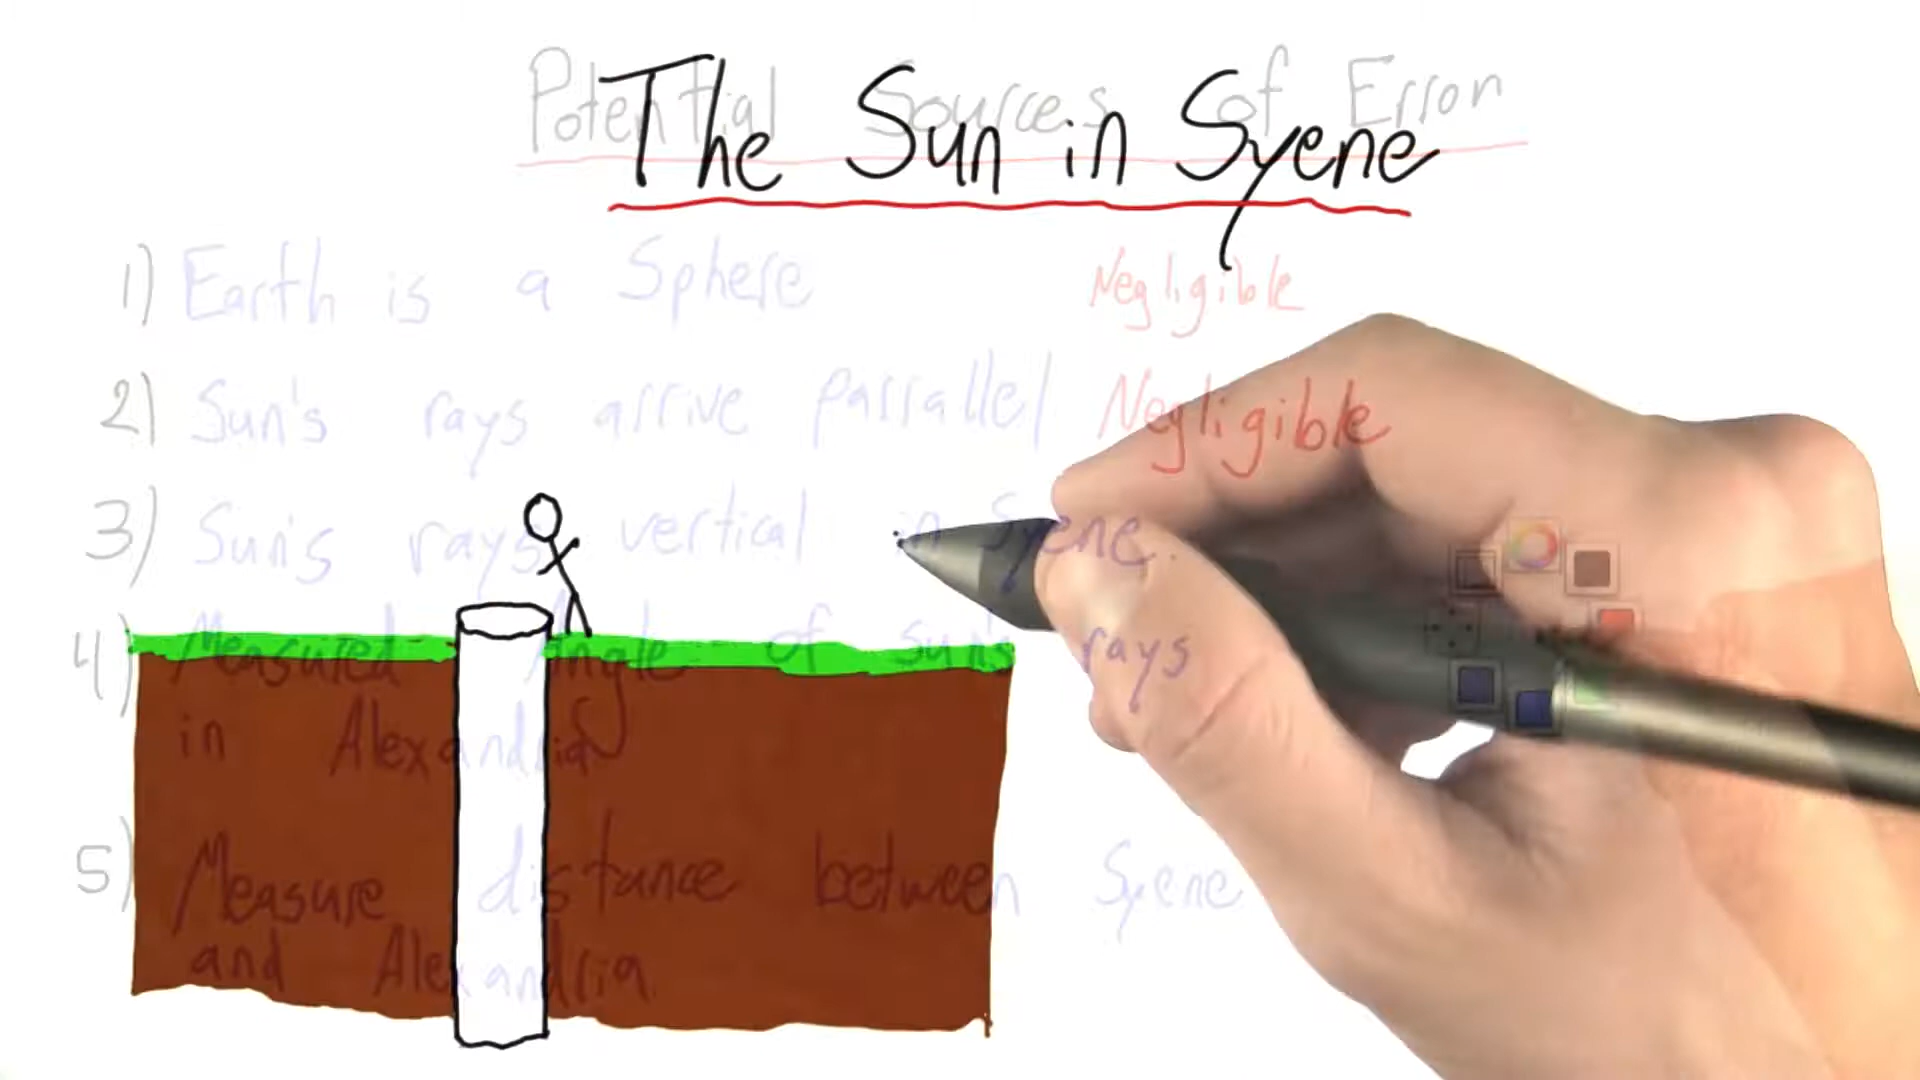 Potential Sources of Error
The Sun in Syene
1) Earth is a Sphere Negligible
2) Sun's rays arrive parrallel Negligible
3) Sun's rays vertical in Syene.
4) Measured Angle of sun's rays
in Alexandria
5) Measure distance between Syene
and Alexandria.